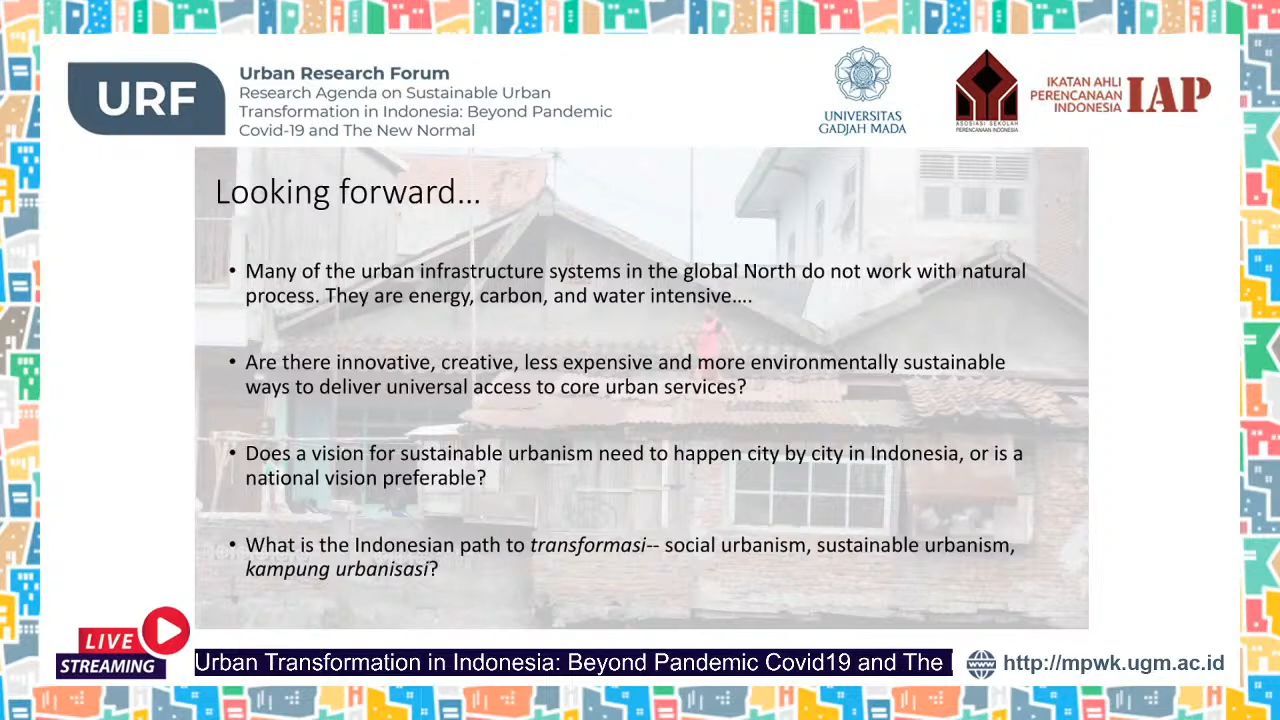 URF
Urban Research Forum
Research Agenda on Sustainable Urban
Transformation in Indonesia: Beyond Pandemic
Covid-19 and The New Normal
UNIVERSITAS
GADJAH MADA
ASOSIASI SEKOLAH
PERENCANAAN INDONESIA
IKATAN AHLI
PERENCANAAN
INDONESIA
IAP
Looking forward...
• Many of the urban infrastructure systems in the global North do not work with natural
process. They are energy, carbon, and water intensive....
• Are there innovative, creative, less expensive and more environmentally sustainable
ways to deliver universal access to core urban services?
• Does a vision for sustainable urbanism need to happen city by city in Indonesia, or is a
national vision preferable?
• What is the Indonesian path to transformasi-- social urbanism, sustainable urbanism,
kampung urbanisasi?
LIVE
STREAMING
Urban Transformation in Indonesia: Beyond Pandemic Covid19 and The
http://mpwk.ugm.ac.id